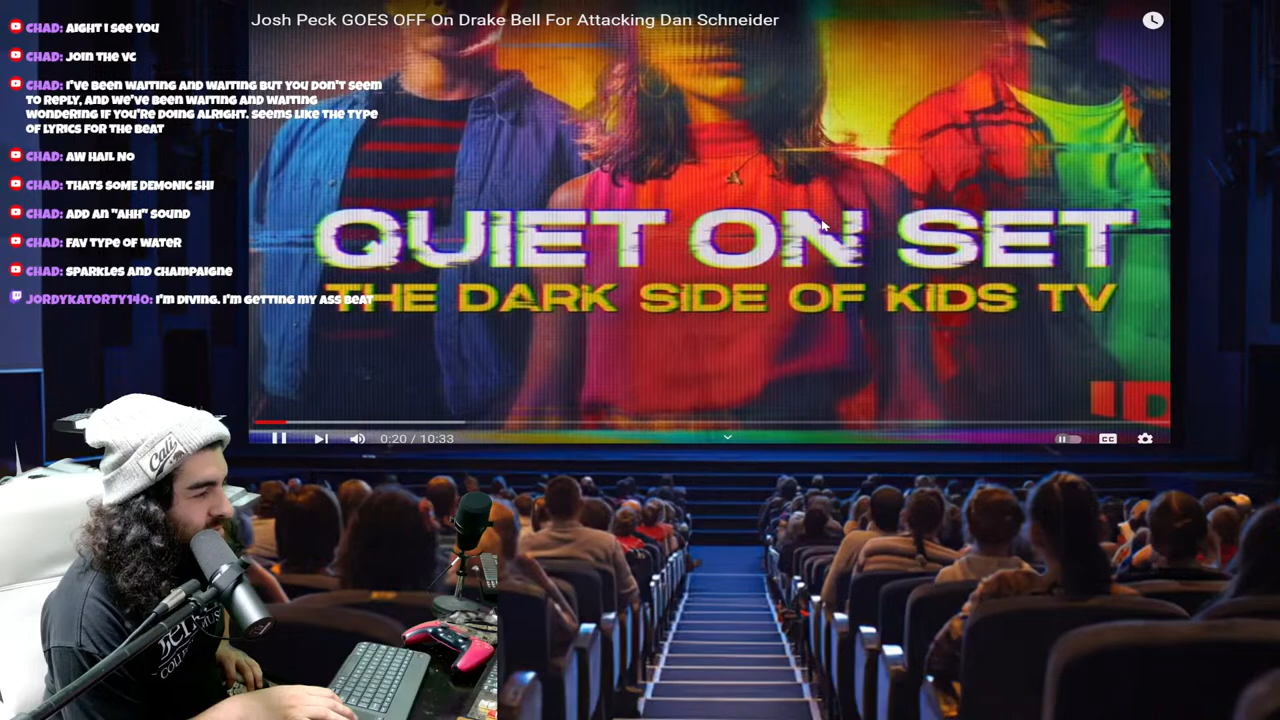 Josh Peck GOES OFF On Drake Bell For Attacking Dan Schneider
CHAD: AIGHT I SEE YOU
CHAD: JOIN THE VC
CHAD: I'VE BEEN WAITING AND WAITING BUT YOU DON'T SEEM
TO REPLY, AND WE'VE BEEN WAITING AND WAITING
WONDERING IF YOU'RE DOING ALRIGHT. SEEMS LIKE THE TYPE
OF LYRICS FOR THE BEAT
CHAD: AW HAIL NO
CHAD: THATS SOME DEMONIC SHI
CHAD: ADD AN "AHH" SOUND
CHAD: FAV TYPE OF WATER
CHAD: SPARKLES AND CHAMPAIGNE
JORDYKATORTY140: I'M DIVING. I'M GETTING MY ASS BEAT
QUIET ON SET
THE DARK SIDE OF KIDS TV
ID
0:20 / 10:33
CC
Cali